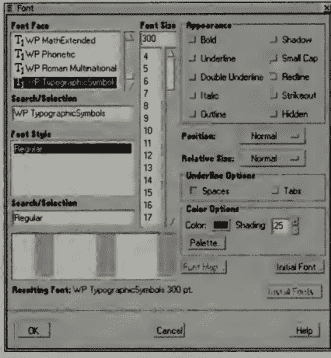 Font
Font Face
WP MathExtended
WP Phonetic
WP Roman Multinational
WP TypographicSymbols
Search/Selection
WP TypographicSymbols
Font Style
Regular
Search/Selection
Regular
Font Size
300
4
5
6
7
8
9
10
11
12
13
14
15
16
17
Appearance
Bold
Shadow
Underline
Small Cap
Double Underline
Redline
Italic
Strikeout
Outline
Hidden
Position: Normal
Relative Size: Normal
Underline Options
Spaces
Tabs
Color Options
Color: Shading 25
Palette...
Font Map...
Initial Font...
Install Fonts...
Resulting Font: WP TypographicSymbols 300 pt.
OK
Cancel
Help